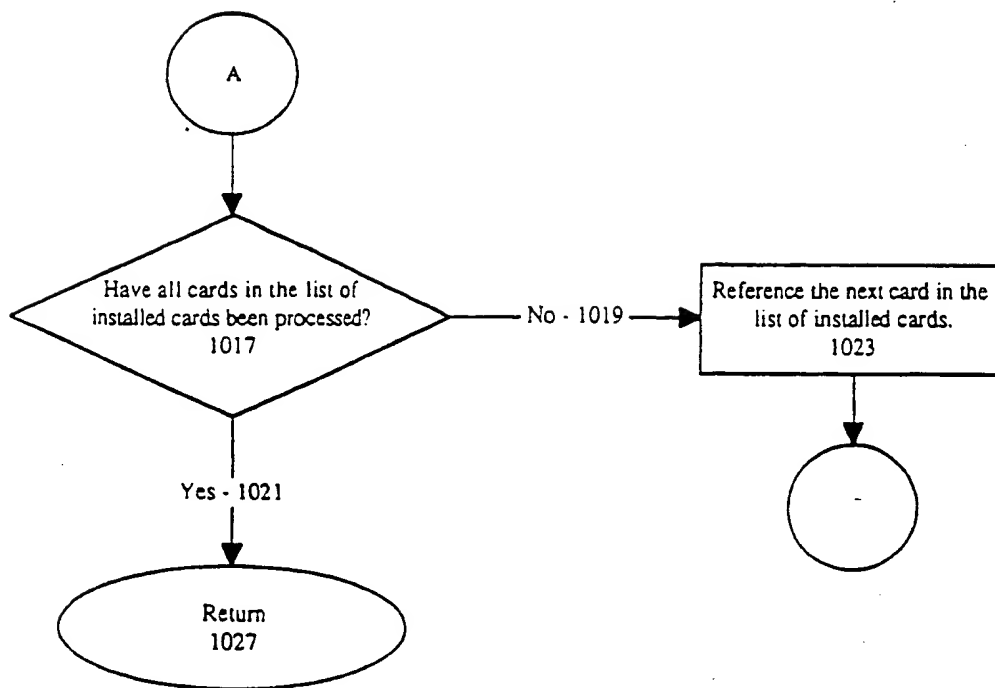 A
Have all cards in the list of
installed cards been processed?
1017
No - 1019
Reference the next card in the
list of installed cards.
1023
Yes - 1021
Return
1027